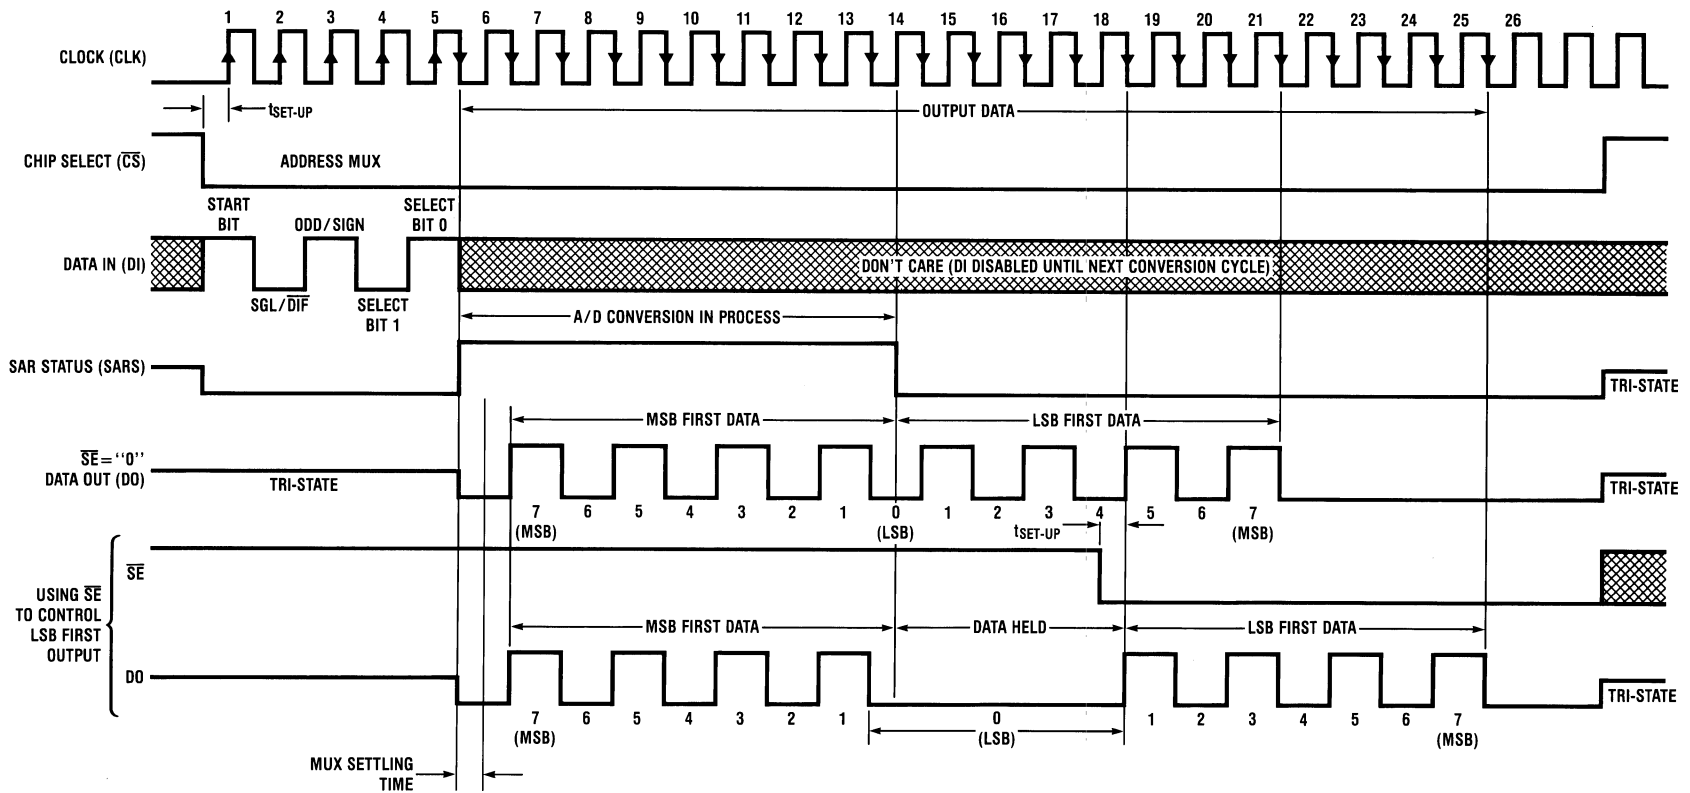 1 2 3 4 5 6 7 8 9 10 11 12 13 14 15 16 17 18 19 20 21 22 23 24 25 26
CLOCK (CLK)
tSET-UP
OUTPUT DATA
CHIP SELECT (C̅S̅)
ADDRESS MUX
START
BIT
ODD/SIGN
SELECT
BIT 0
DATA IN (DI)
DON'T CARE (DI DISABLED UNTIL NEXT CONVERSION CYCLE)
SGL/D̅I̅F̅
SELECT
BIT 1
A/D CONVERSION IN PROCESS
SAR STATUS (SARS)
TRI-STATE
MSB FIRST DATA
LSB FIRST DATA
S̅E̅="0"
DATA OUT (DO)
TRI-STATE
TRI-STATE
7 6 5 4 3 2 1 0 1 2 3 4 5 6 7
(MSB) (LSB) (MSB)
tSET-UP
S̅E̅
USING S̅E̅
TO CONTROL
LSB FIRST
OUTPUT
MSB FIRST DATA
DATA HELD
LSB FIRST DATA
DO
TRI-STATE
7 6 5 4 3 2 1 0 1 2 3 4 5 6 7
(MSB) (LSB) (MSB)
MUX SETTLING
TIME